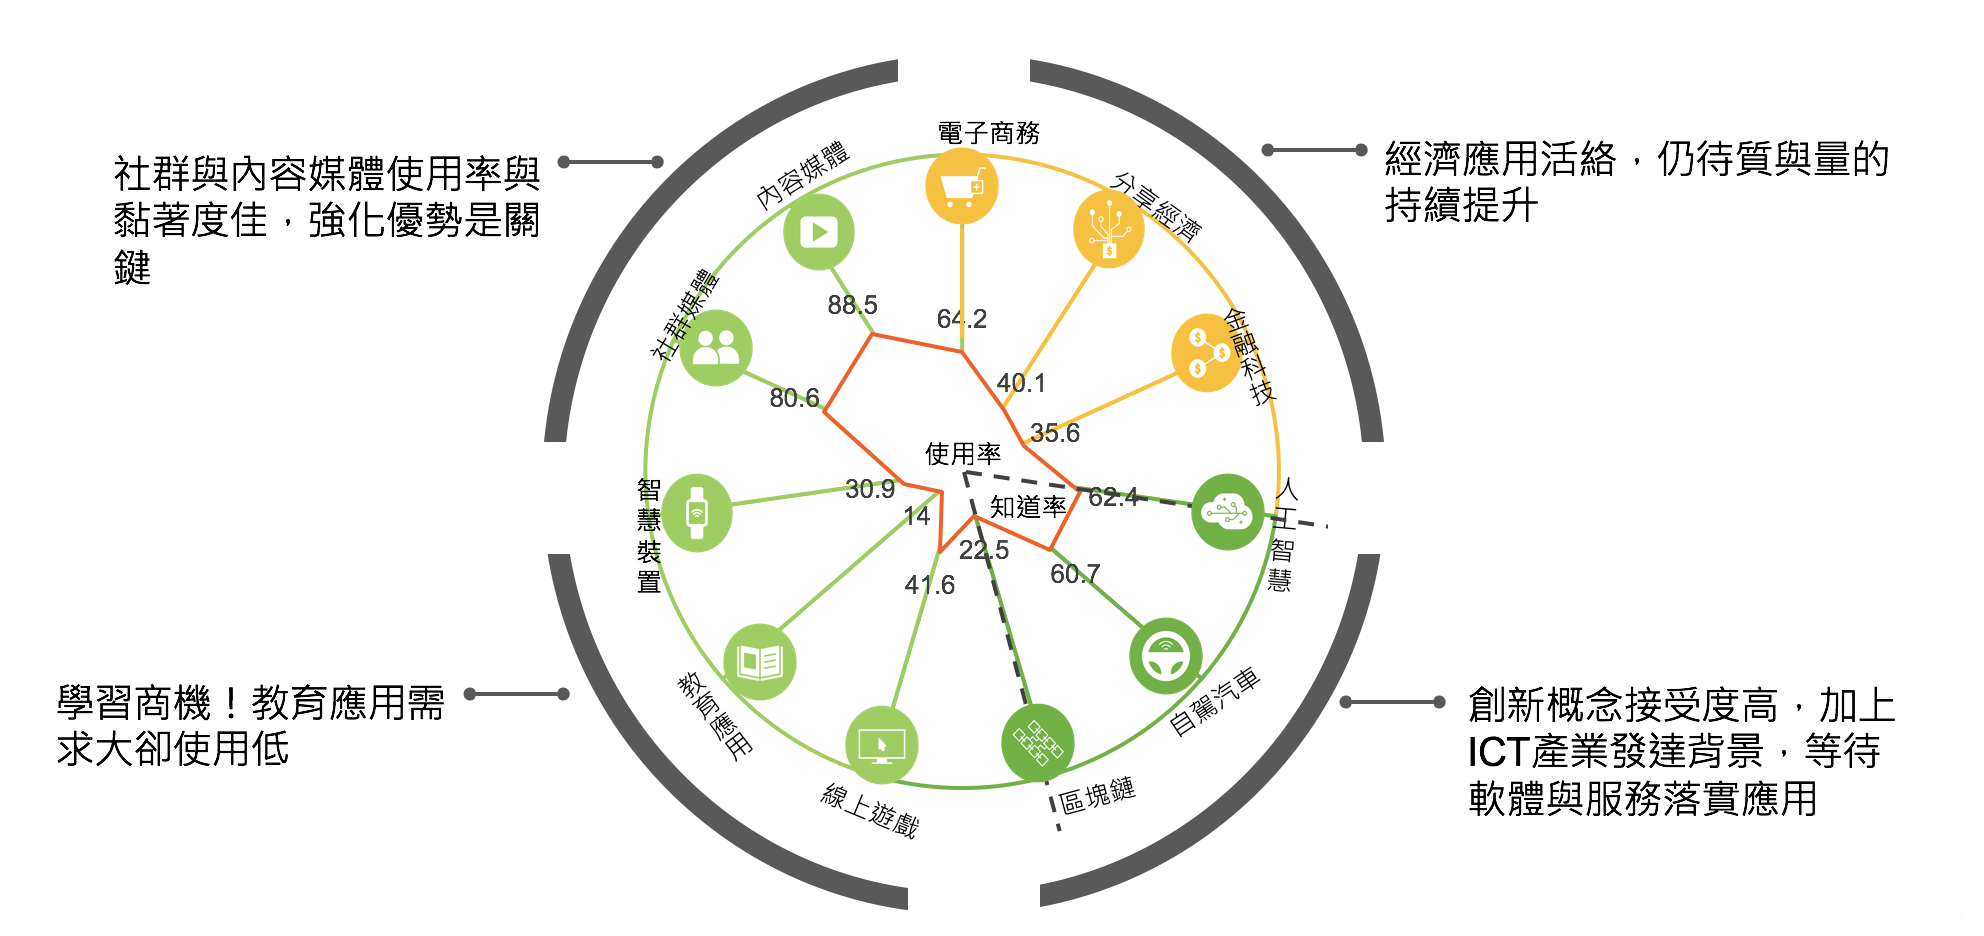 社群與內容媒體使用率與
黏著度佳，強化優勢是關
鍵
經濟應用活絡，仍待質與量的
持續提升
學習商機！教育應用需
求大卻使用低
創新概念接受度高，加上
ICT產業發達背景，等待
軟體與服務落實應用
電子商務
分享經濟
金融科技
人工智慧
自駕汽車
區塊鏈
線上遊戲
教育應用
智慧裝置
社群媒體
內容媒體
64.2
40.1
35.6
62.4
60.7
22.5
41.6
14
30.9
80.6
88.5
使用率
知道率